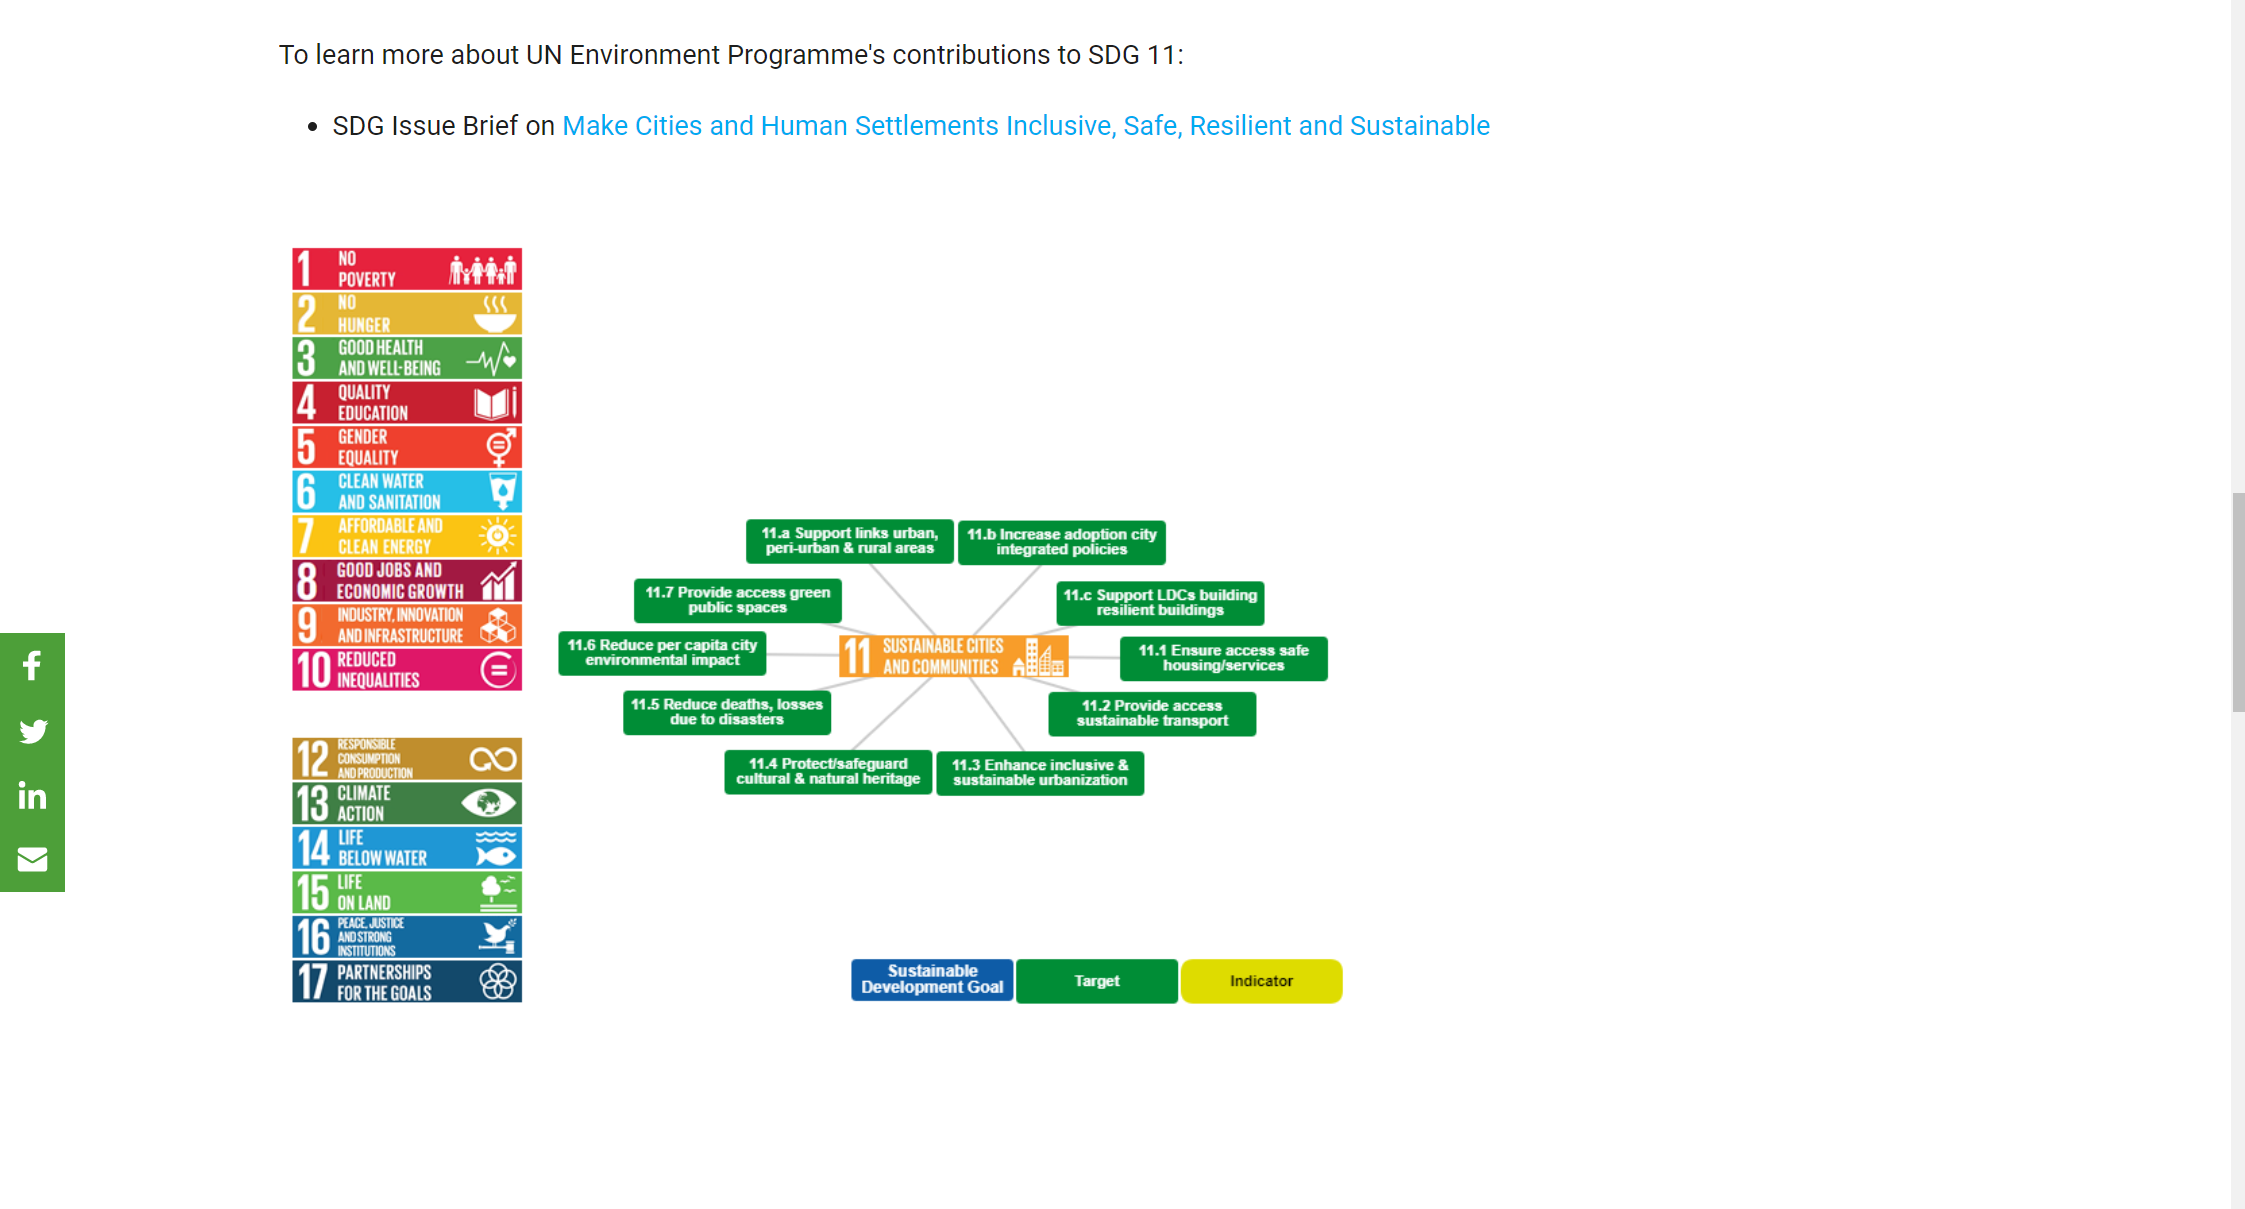 To learn more about UN Environment Programme's contributions to SDG 11:
SDG Issue Brief on Make Cities and Human Settlements Inclusive, Safe, Resilient and Sustainable
1 NO
POVERTY
2 NO
HUNGER
3 GOOD HEALTH
AND WELL-BEING
4 QUALITY
EDUCATION
5 GENDER
EQUALITY
6 CLEAN WATER
AND SANITATION
7 AFFORDABLE AND
CLEAN ENERGY
8 GOOD JOBS AND
ECONOMIC GROWTH
9 INDUSTRY, INNOVATION
AND INFRASTRUCTURE
10 REDUCED
INEQUALITIES
12 RESPONSIBLE
CONSUMPTION
AND PRODUCTION
13 CLIMATE
ACTION
14 LIFE
BELOW WATER
15 LIFE
ON LAND
16 PEACE, JUSTICE
AND STRONG
INSTITUTIONS
17 PARTNERSHIPS
FOR THE GOALS
11.a Support links urban,
peri-urban & rural areas
11.b Increase adoption city
integrated policies
11.7 Provide access green
public spaces
11.c Support LDCs building
resilient buildings
11.6 Reduce per capita city
environmental impact
11 SUSTAINABLE CITIES
AND COMMUNITIES
11.1 Ensure access safe
housing/services
11.5 Reduce deaths, losses
due to disasters
11.2 Provide access
sustainable transport
11.4 Protect/safeguard
cultural & natural heritage
11.3 Enhance inclusive &
sustainable urbanization
Sustainable
Development Goal
Target
Indicator
f
in